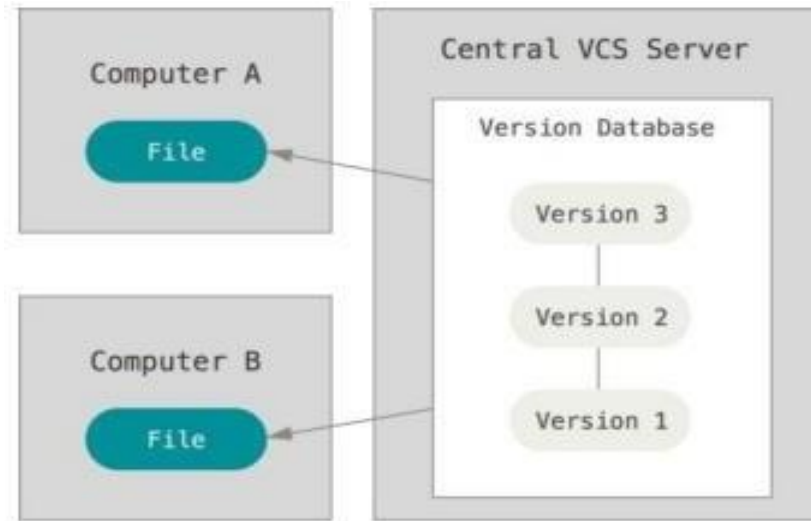 Computer A
File
Computer B
File
Central VCS Server
Version Database
Version 3
Version 2
Version 1